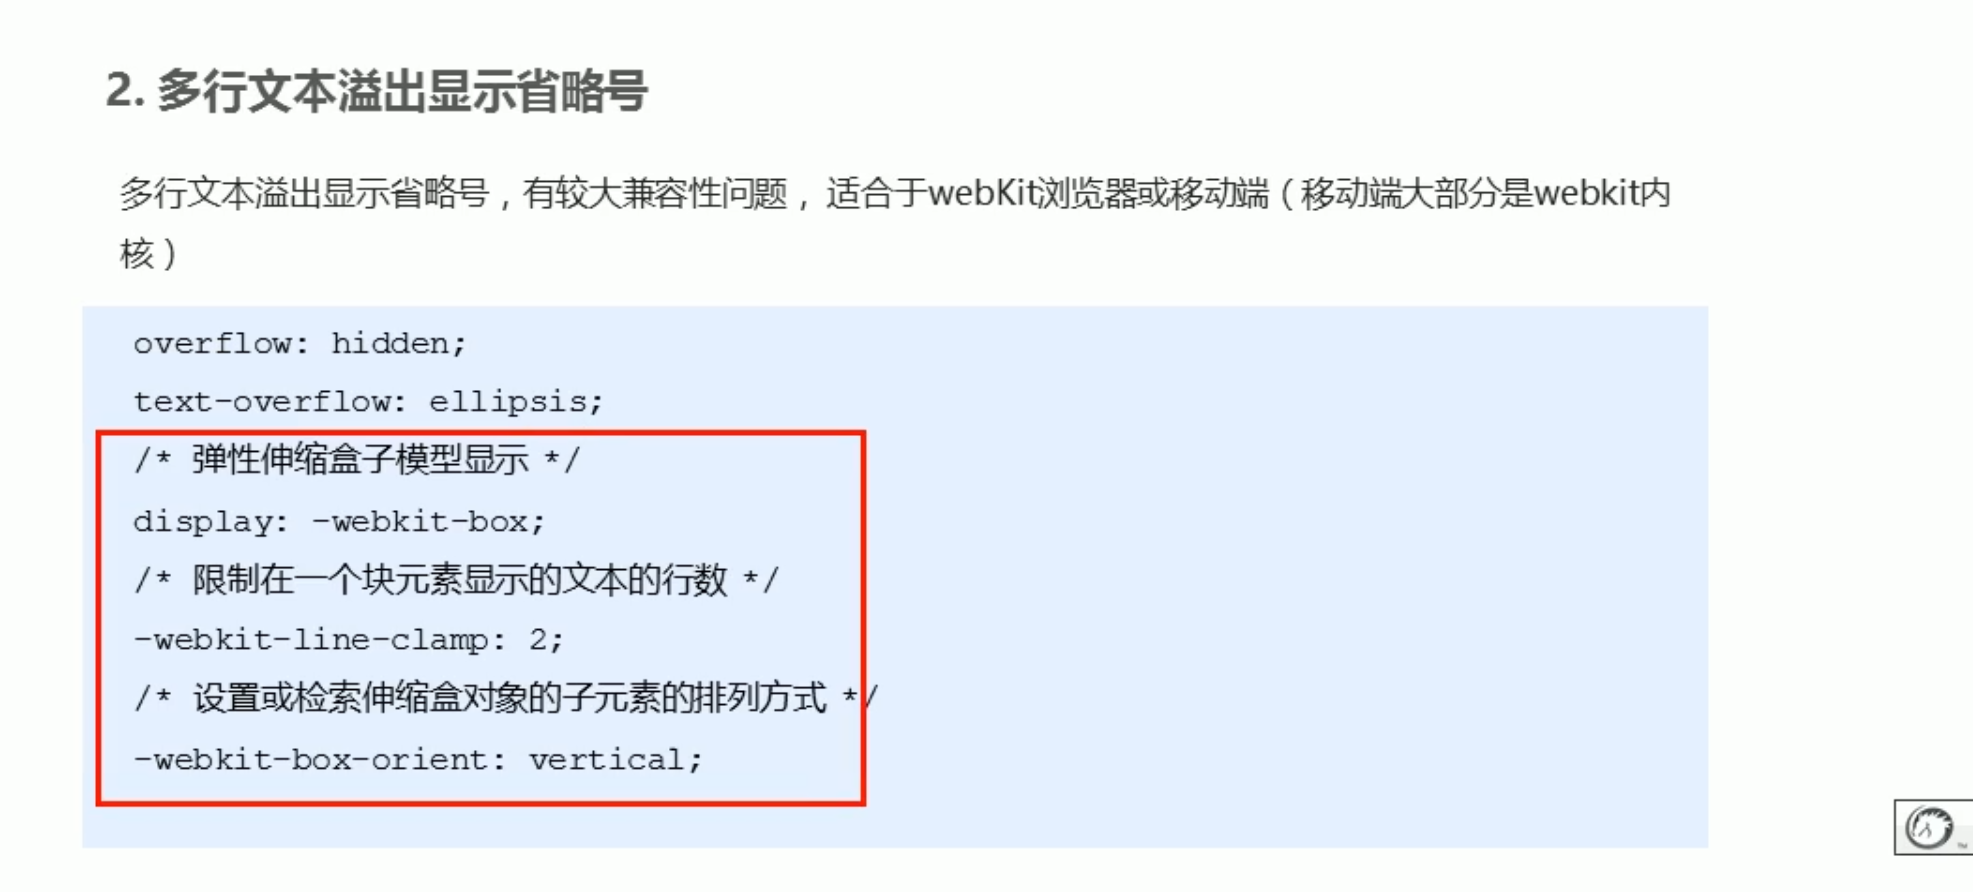 2. 多行文本溢出显示省略号
多行文本溢出显示省略号，有较大兼容性问题， 适合于webKit浏览器或移动端（移动端大部分是webkit内
核）
overflow: hidden;
text-overflow: ellipsis;
/* 弹性伸缩盒子模型显示 */
display: -webkit-box;
/* 限制在一个块元素显示的文本的行数 */
-webkit-line-clamp: 2;
/* 设置或检索伸缩盒对象的子元素的排列方式 */
-webkit-box-orient: vertical;